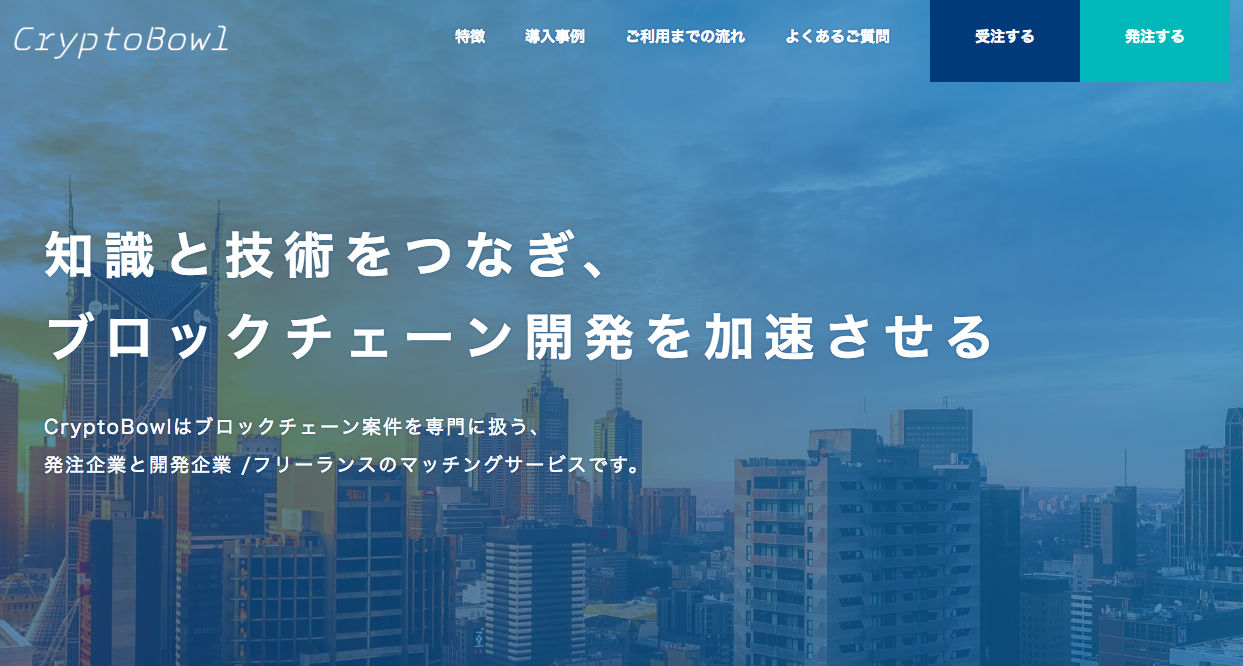 CryptoBowl
特徴
導入事例
ご利用までの流れ
よくあるご質問
受注する
発注する
知識と技術をつなぎ、
ブロックチェーン開発を加速させる
CryptoBowlはブロックチェーン案件を専門に扱う、
発注企業と開発企業 /フリーランスのマッチングサービスです。